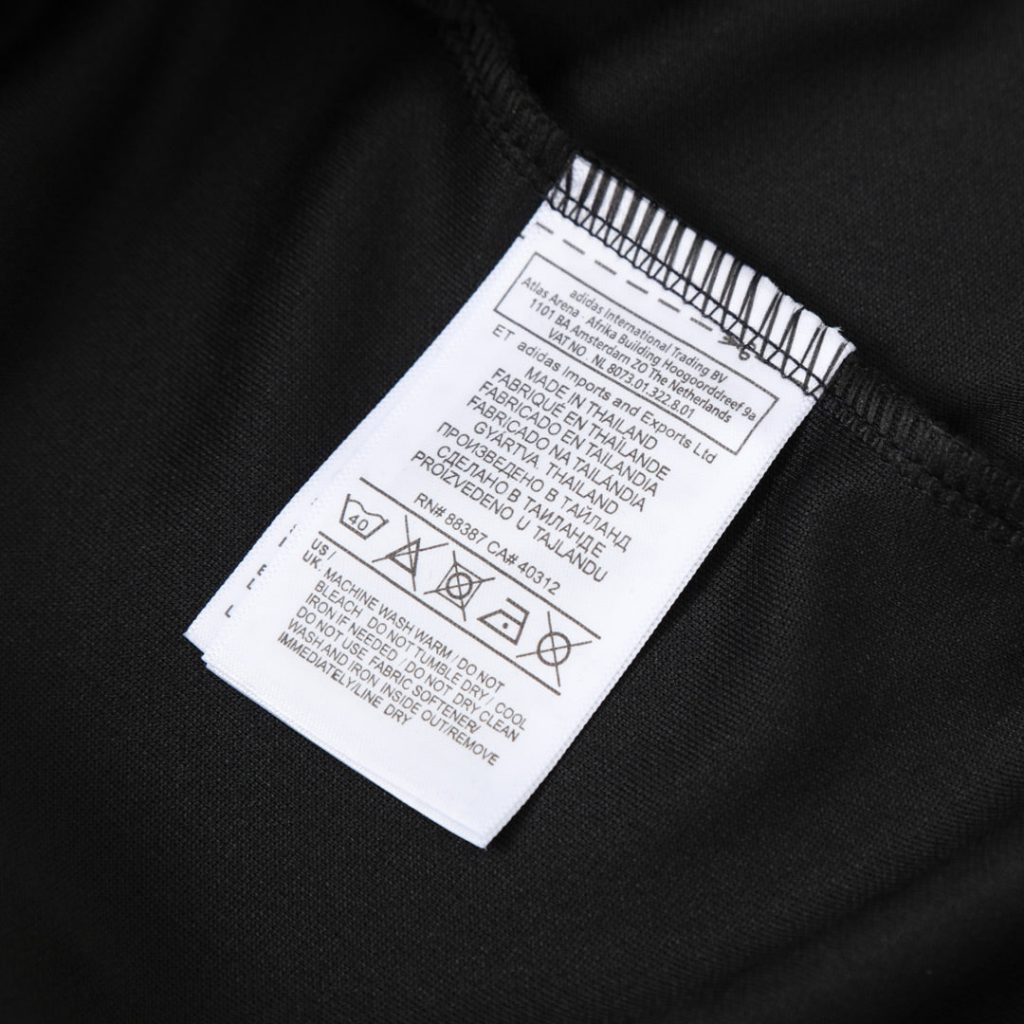 adidas International Trading BV
Atlas Arena Afrika Building Hoogoorddreef 9a
1101 BA Amsterdam ZO The Netherlands
VAT NO NL 8073.01.322.8.01
ET adidas Imports and Exports Ltd
MADE IN THAILAND
FABRIQUE EN THAÏLANDE
FABRICADO EN TAILANDIA
FABRICADO NA TAILANDIA
GYÁRTVA: THAILAND
ПРОИЗВЕДЕНО В ТАЙЛАНД
СДЕЛАНО В ТАИЛАНДЕ
PROIZVEDENO U TAJLANDU
RN# 88387 CA# 40312
40
US /
UK. MACHINE WASH WARM / DO NOT
BLEACH DO NOT TUMBLE DRY / COOL
IRON IF NEEDED / DO NOT DRY CLEAN
DO NOT USE FABRIC SOFTENER/
WASH AND IRON INSIDE OUT/REMOVE
IMMEDIATELY/LINE DRY